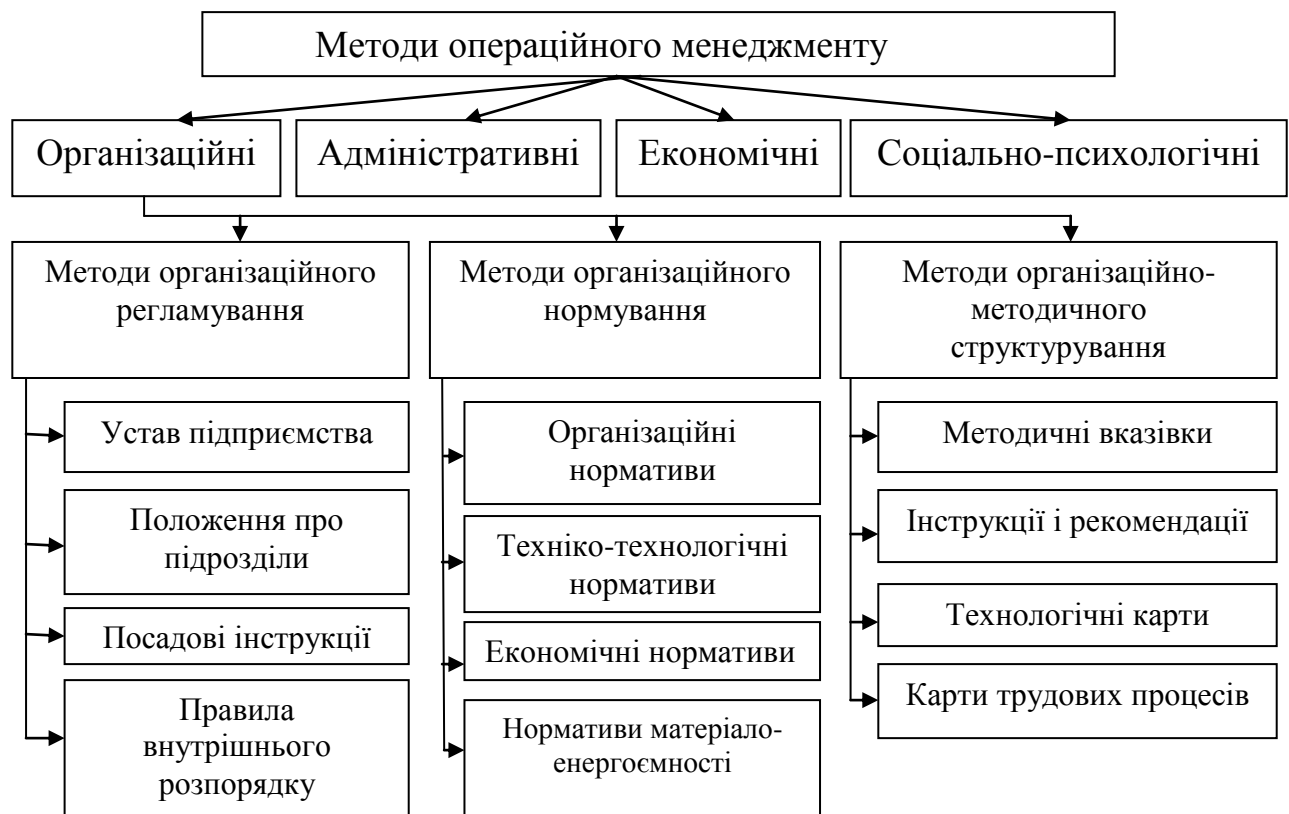 Методи операційного менеджменту
Організаційні
Адміністративні
Економічні
Соціально-психологічні
Методи організаційного
регламування
Методи організаційного
нормування
Методи організаційно-
методичного
структурування
Устав підприємства
Положення про
підрозділи
Посадові інструкції
Правила
внутрішнього
розпорядку
Організаційні
нормативи
Техніко-технологічні
нормативи
Економічні нормативи
Нормативи матеріало-
енергоємності
Методичні вказівки
Інструкції і рекомендації
Технологічні карти
Карти трудових процесів